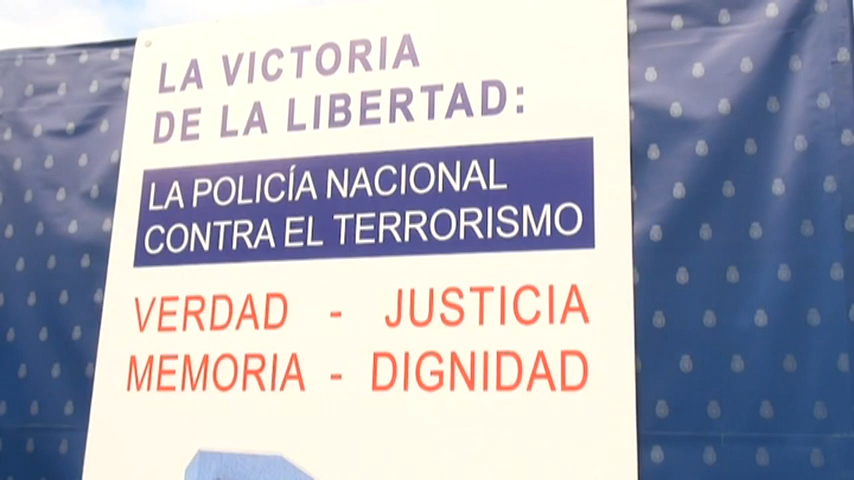 LA VICTORIA
DE LA LIBERTAD:
LA POLICÍA NACIONAL
CONTRA EL TERRORISMO
VERDAD - JUSTICIA
MEMORIA - DIGNIDAD